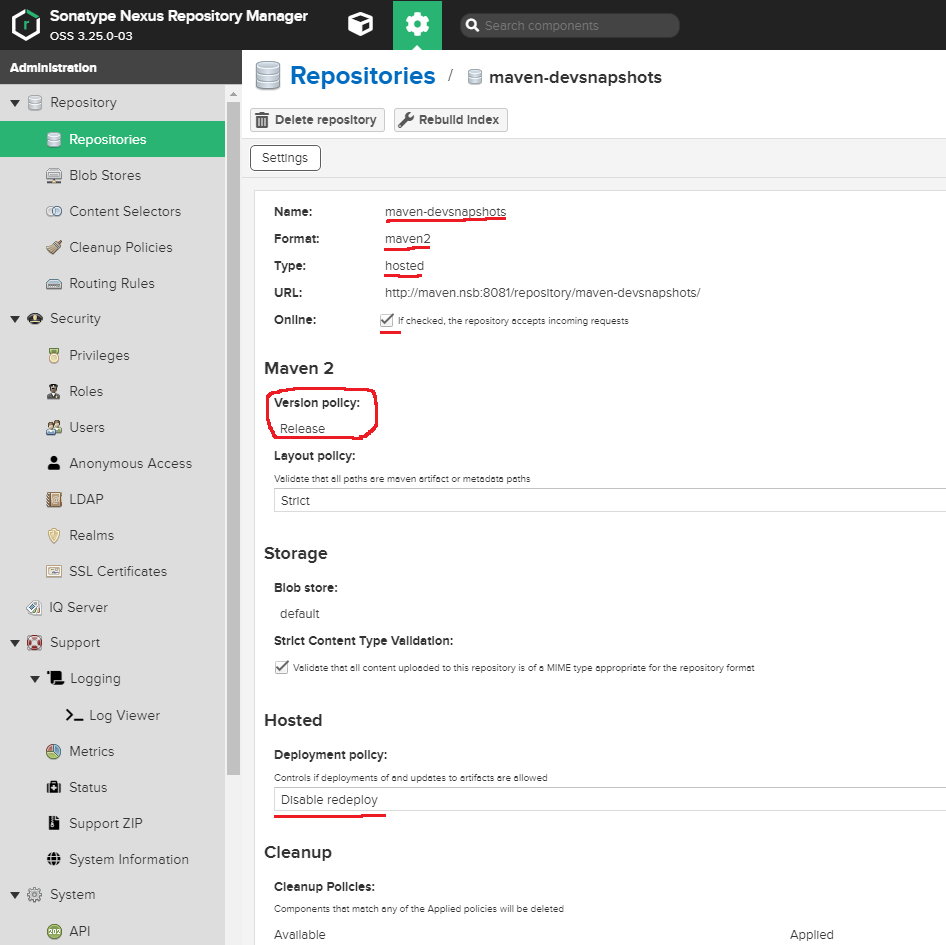 Sonatype Nexus Repository Manager
OSS 3.25.0-03
Search components
Administration
Repository
Repositories
Blob Stores
Content Selectors
Cleanup Policies
Routing Rules
Security
Privileges
Roles
Users
Anonymous Access
LDAP
Realms
SSL Certificates
IQ Server
Support
Logging
Log Viewer
Metrics
Status
Support ZIP
System Information
System
API
Repositories / maven-devsnapshots
Delete repository
Rebuild index
Settings
Name: maven-devsnapshots
Format: maven2
Type: hosted
URL: http://maven.nsb:8081/repository/maven-devsnapshots/
Online: If checked, the repository accepts incoming requests
Maven 2
Version policy:
Release
Layout policy:
Validate that all paths are maven artifact or metadata paths
Strict
Storage
Blob store:
default
Strict Content Type Validation:
Validate that all content uploaded to this repository is of a MIME type appropriate for the repository format
Hosted
Deployment policy:
Controls if deployments of and updates to artifacts are allowed
Disable redeploy
Cleanup
Cleanup Policies:
Components that match any of the Applied policies will be deleted
Available Applied